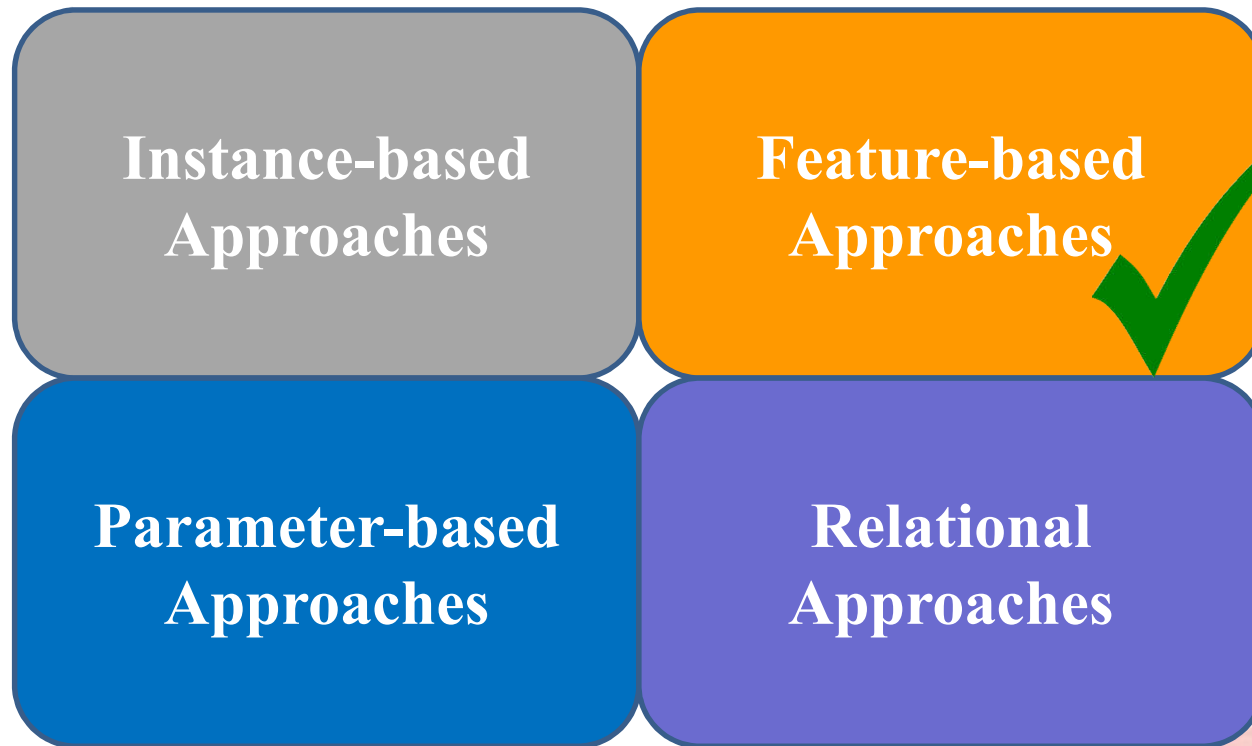 Instance-based
Approaches
Feature-based
Approaches
Parameter-based
Approaches
Relational
Approaches